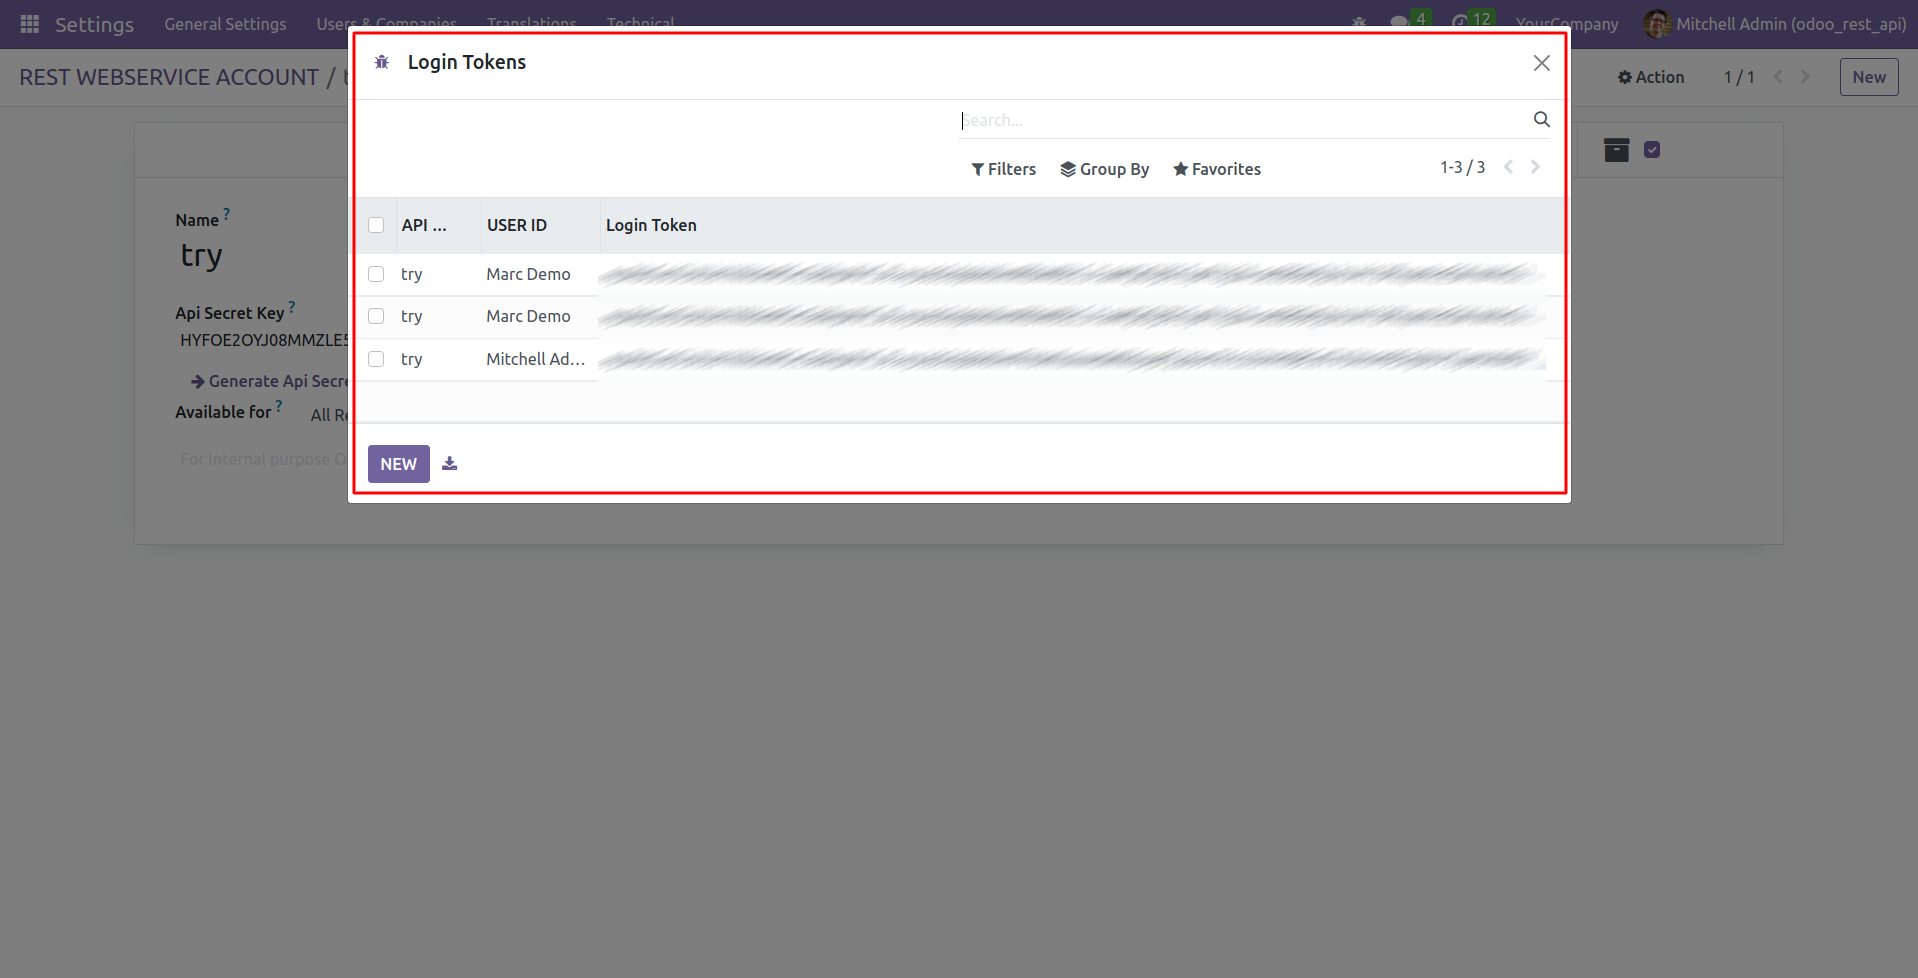 Settings General Settings Users & Companies Translations Technical 4 12 YourCompany Mitchell Admin (odoo_rest_api)
Login Tokens
REST WEBSERVICE ACCOUNT / Action 1 / 1 New
Search...
Filters Group By Favorites 1-3 / 3
Name ?
try
API ... USER ID Login Token
try Marc Demo
try Marc Demo
try Mitchell Ad...
Api Secret Key ?
HYFOE2OYJ08MMZLE5
Generate Api Secre
Available for ? All Re
For Internal purpose O
NEW